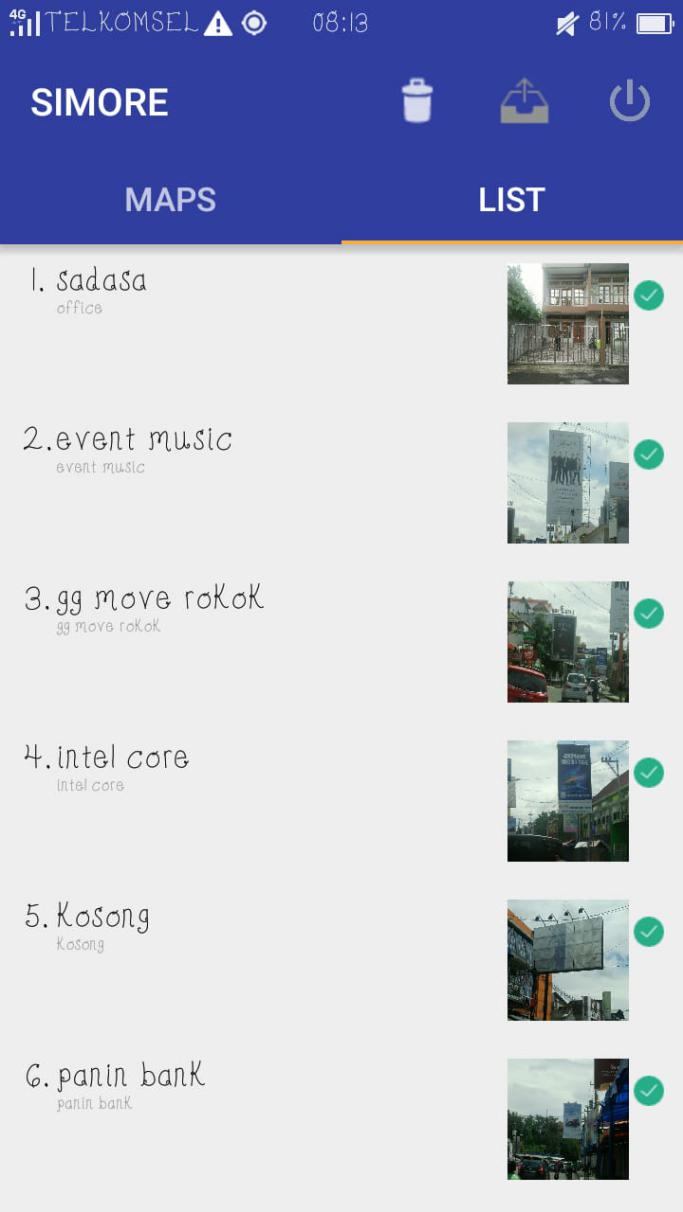 4G TELKOMSEL 08:13 81%
SIMORE
MAPS LIST
1. sadasa
office
2. event music
event music
3. gg move rokok
gg move rokok
4. intel core
intel core
5. Kosong
Kosong
6. panin bank
panin bank